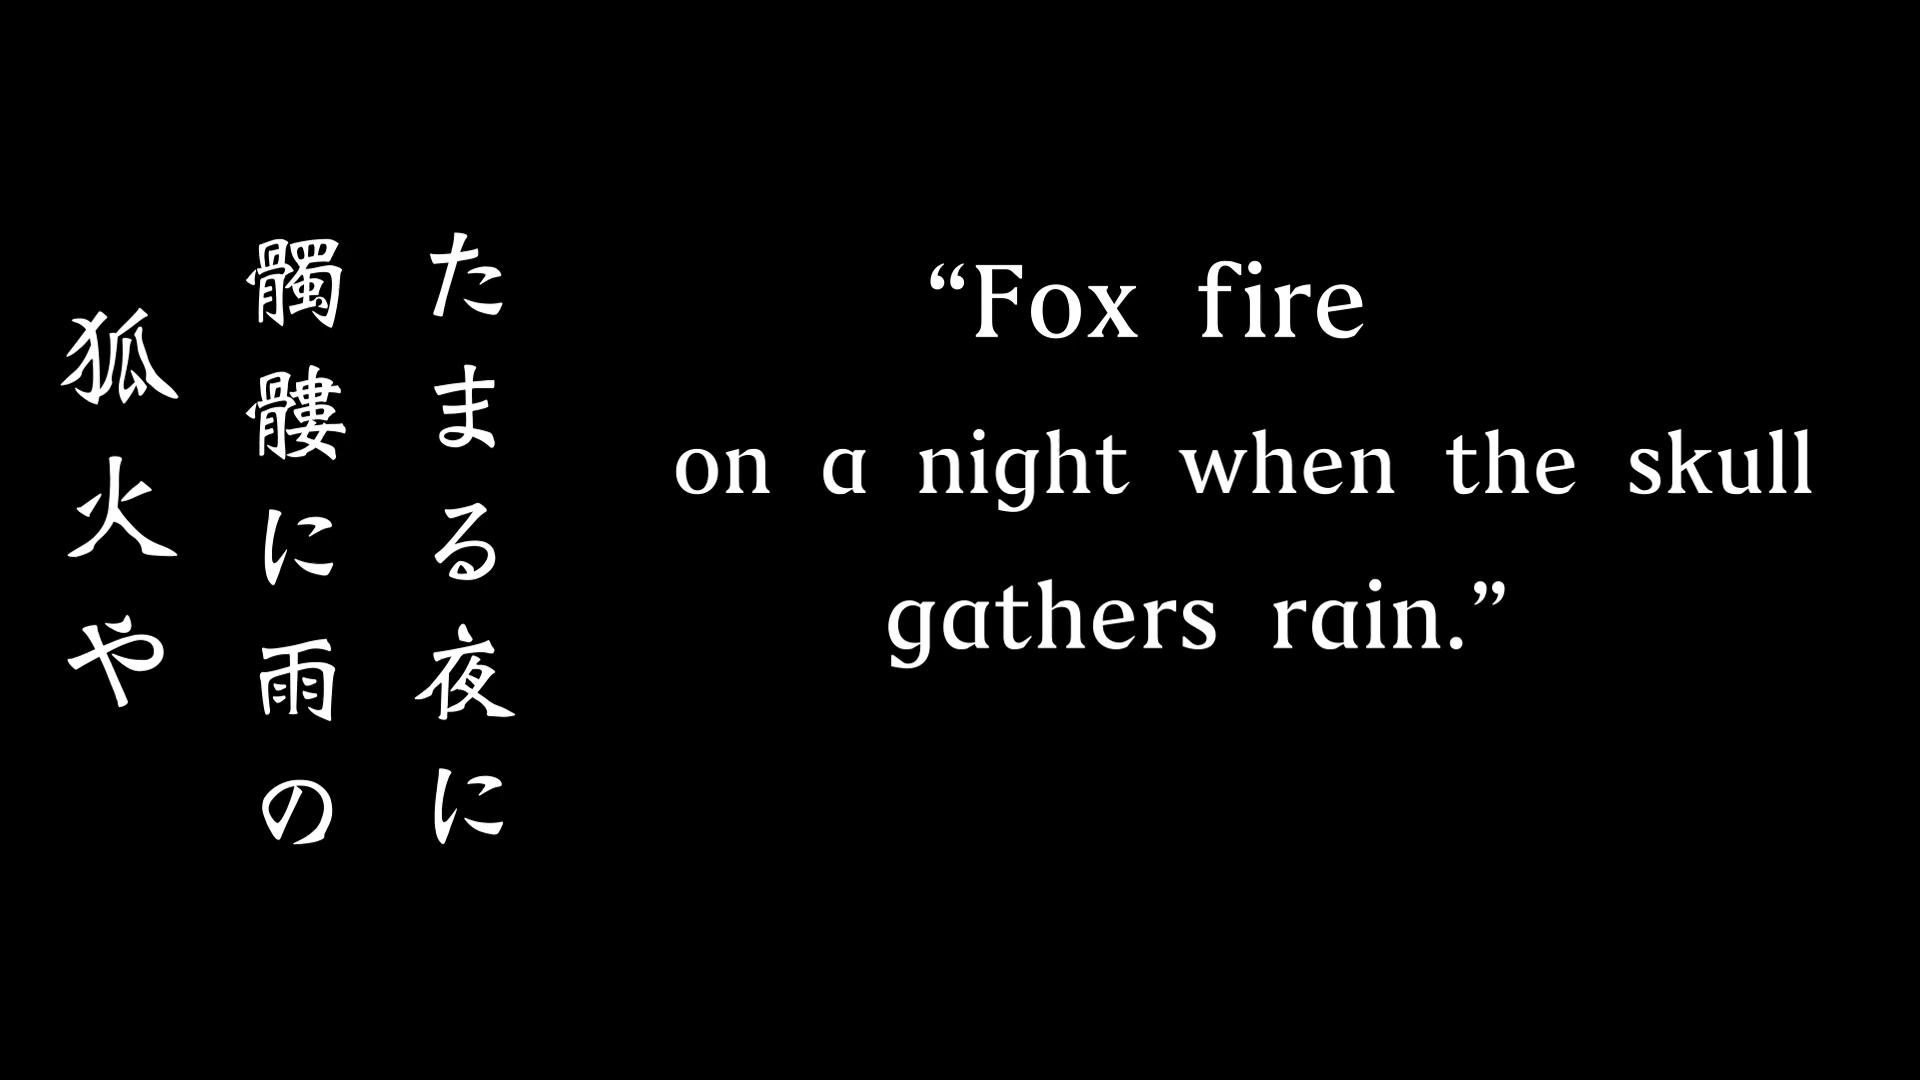 狐火や
髑髏に雨の
たまる夜に
“Fox fire
on a night when the skull
gathers rain.”